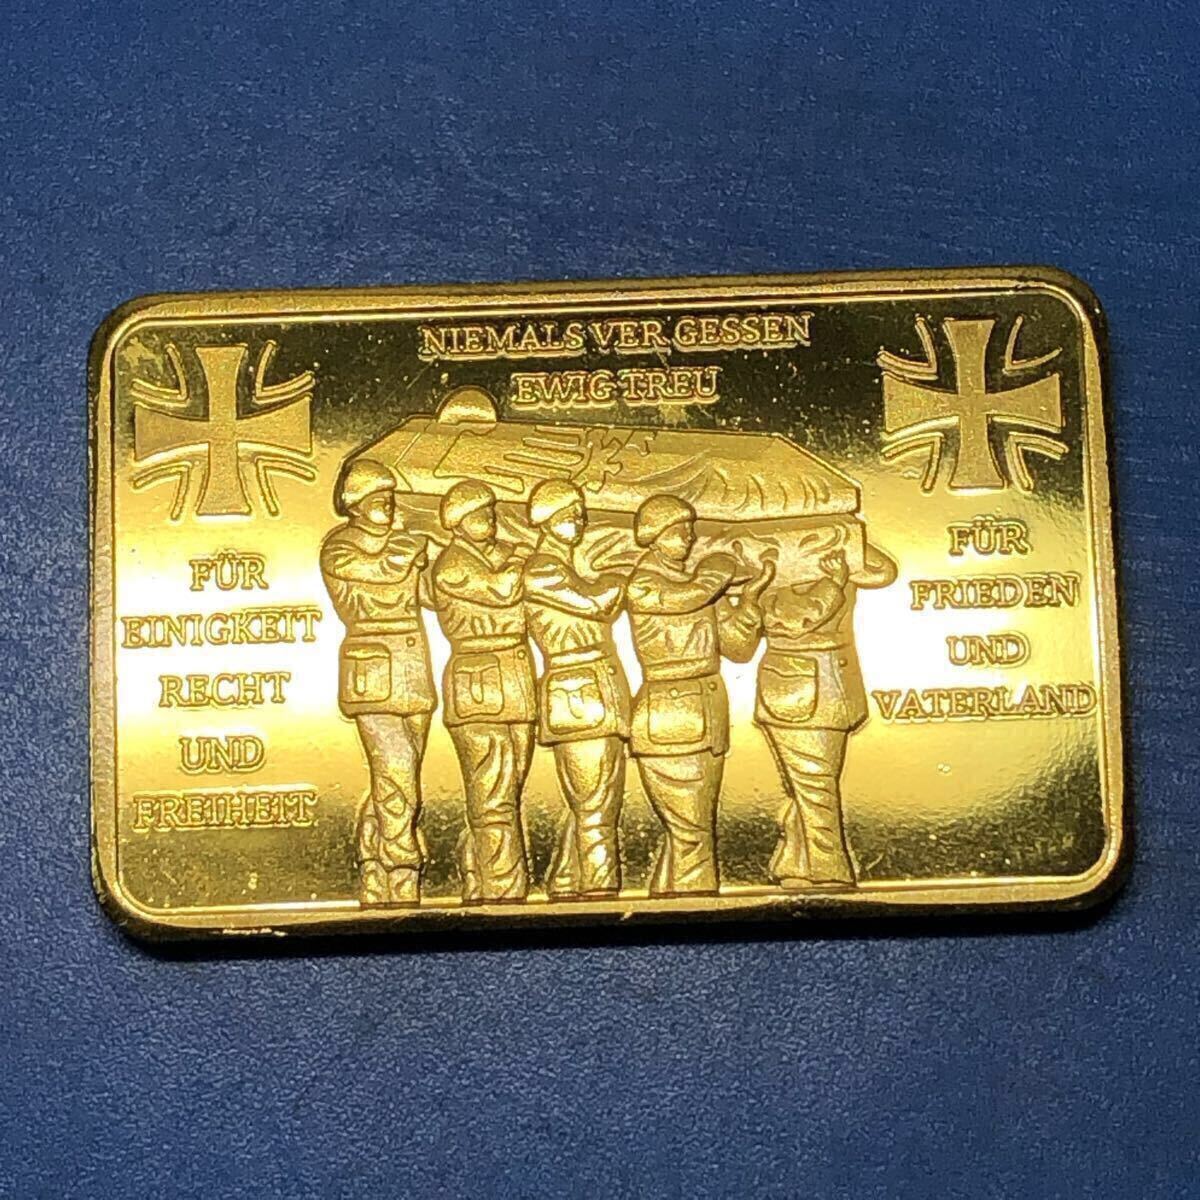 NIEMALS VER GESSEN
EWIG TREU
FÜR
EINIGKEIT
RECHT
UND
FREIHEIT
FÜR
FRIEDEN
UND
VATERLAND